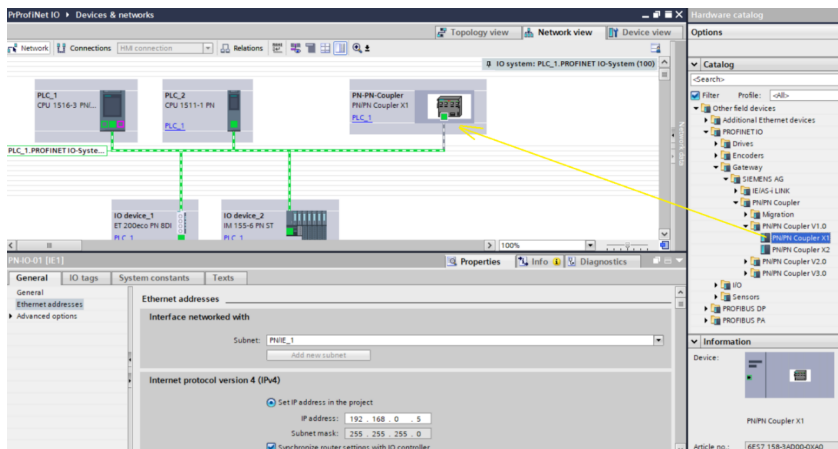 PrProfiNet IO ▸ Devices & networks
Topology view
Network view
Device view
Network
Connections
HMI connection
Relations
IO system: PLC_1.PROFINET IO-System (100)
PLC_1
CPU 1516-3 PN/...
PLC_2
CPU 1511-1 PN
PLC_1
PN-PN-Coupler
PN/PN Coupler X1
PLC_1
PLC_1.PROFINET IO-Syste...
IO device_1
ET 200eco PN 8DI
PLC_1
IO device_2
IM 155-6 PN ST
PLC_1
100%
Network data
PN-IO-01 [IE1]
Properties
Info
Diagnostics
General
IO tags
System constants
Texts
General
Ethernet addresses
Advanced options
Ethernet addresses
Interface networked with
Subnet: PN/IE_1
Add new subnet
Internet protocol version 4 (IPv4)
Set IP address in the project
IP address: 192 . 168 . 0 . 5
Subnet mask: 255 . 255 . 255 . 0
Synchronize router settings with IO controller
Hardware catalog
Options
Catalog
<Search>
Filter Profile: <All>
Other field devices
Additional Ethernet devices
PROFINET IO
Drives
Encoders
Gateway
SIEMENS AG
IE/AS-i LINK
PN/PN Coupler
Migration
PN/PN Coupler V1.0
PN/PN Coupler X1
PN/PN Coupler X2
PN/PN Coupler V2.0
PN/PN Coupler V3.0
I/O
Sensors
PROFIBUS DP
PROFIBUS PA
Information
Device:
PN/PN Coupler X1
Article no.: 6ES7 158-3AD00-0XA0